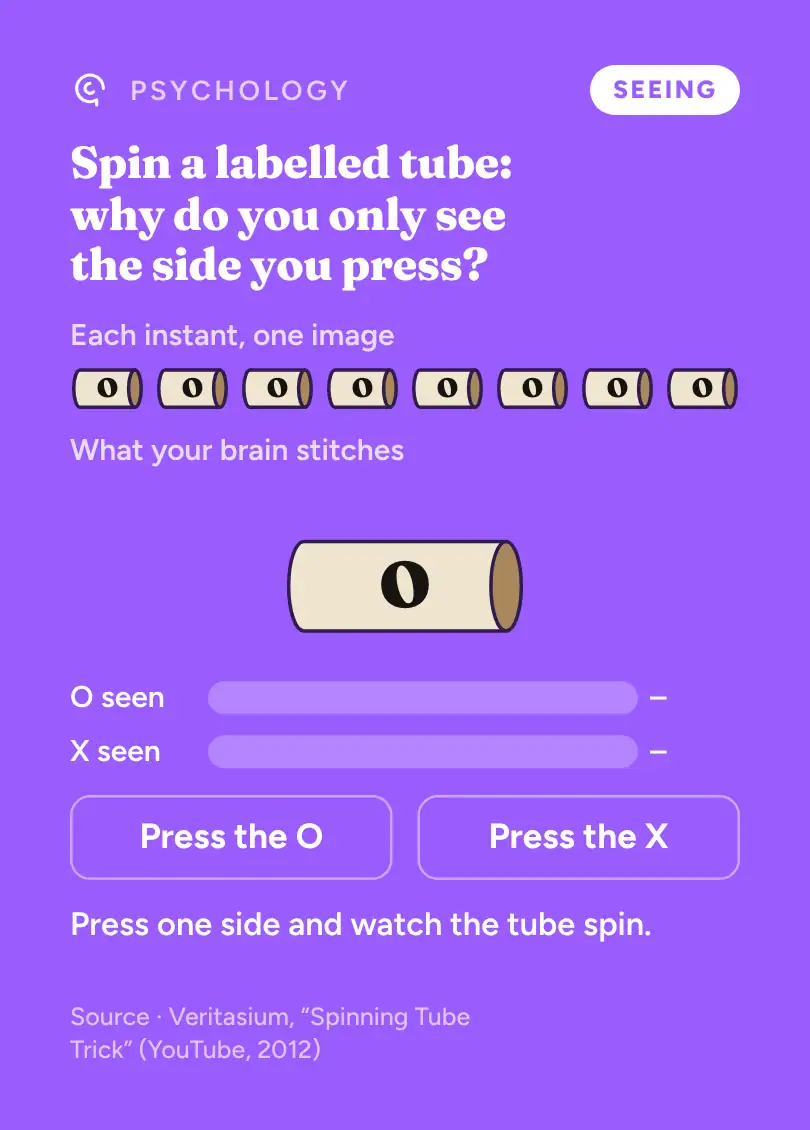 PSYCHOLOGY
SEEING
Spin a labelled tube:
why do you only see
the side you press?
Each instant, one image
O O O O O O O O
What your brain stitches
O
O seen –
X seen –
Press the O
Press the X
Press one side and watch the tube spin.
Source · Veritasium, “Spinning Tube
Trick” (YouTube, 2012)